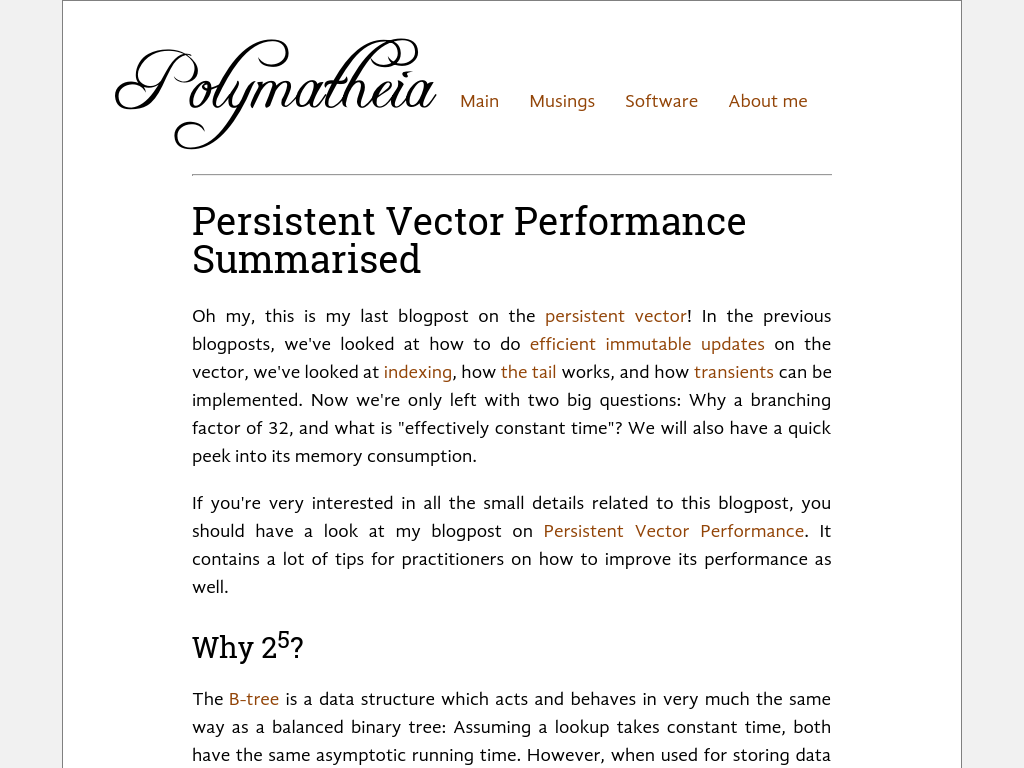 Polymatheia
Main Musings Software About me
Persistent Vector Performance
Summarised
Oh my, this is my last blogpost on the persistent vector! In the previous
blogposts, we've looked at how to do efficient immutable updates on the
vector, we've looked at indexing, how the tail works, and how transients can be
implemented. Now we're only left with two big questions: Why a branching
factor of 32, and what is "effectively constant time"? We will also have a quick
peek into its memory consumption.
If you're very interested in all the small details related to this blogpost, you
should have a look at my blogpost on Persistent Vector Performance. It
contains a lot of tips for practitioners on how to improve its performance as
well.
Why 2⁵?
The B-tree is a data structure which acts and behaves in very much the same
way as a balanced binary tree: Assuming a lookup takes constant time, both
have the same asymptotic running time. However, when used for storing data